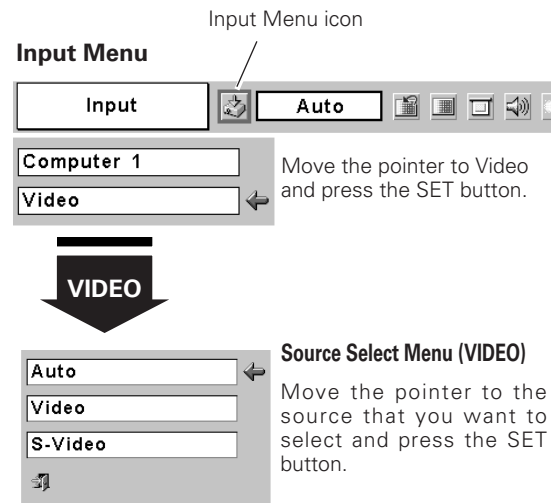 Input Menu icon
Input Menu
Input
Auto
Computer 1
Video
Move the pointer to Video
and press the SET button.
VIDEO
Auto
Video
S-Video
Source Select Menu (VIDEO)
Move the pointer to the
source that you want to
select and press the SET
button.